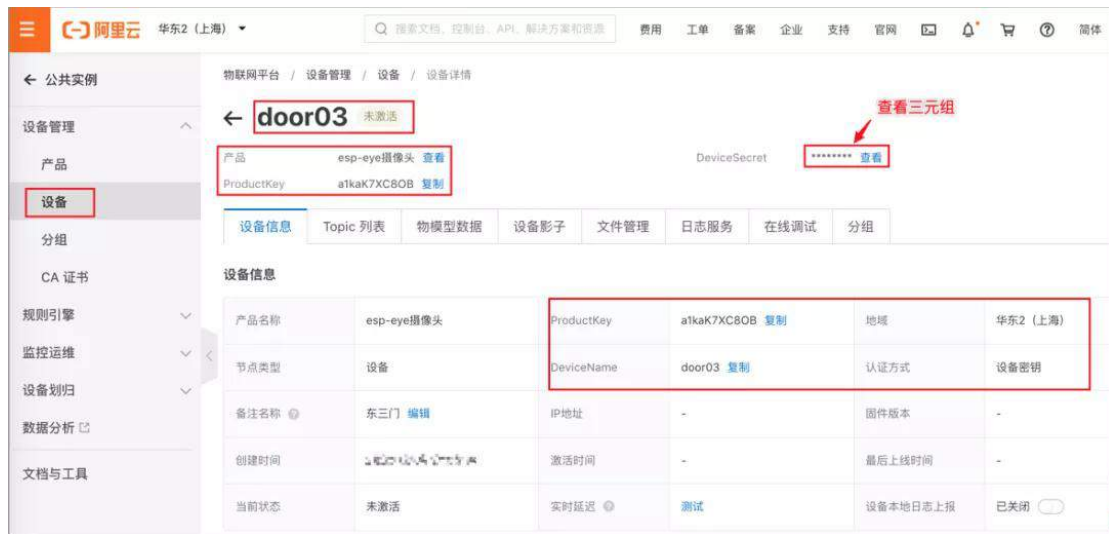 阿里云 华东2（上海） 搜索文档、控制台、API、解决方案和资源 费用 工单 备案 企业 支持 官网 简体
公共实例
设备管理
产品
设备
分组
CA 证书
规则引擎
监控运维
设备划归
数据分析
文档与工具
物联网平台 / 设备管理 / 设备 / 设备详情
door03 未激活
查看三元组
产品 esp-eye摄像头 查看 DeviceSecret ******** 查看
ProductKey a1kaK7XC8OB 复制
设备信息 Topic 列表 物模型数据 设备影子 文件管理 日志服务 在线调试 分组
设备信息
产品名称 esp-eye摄像头 ProductKey a1kaK7XC8OB 复制 地域 华东2（上海）
节点类型 设备 DeviceName door03 复制 认证方式 设备密钥
备注名称 东三门 编辑 IP地址 - 固件版本 -
创建时间 激活时间 - 最后上线时间 -
当前状态 未激活 实时延迟 测试 设备本地日志上报 已关闭